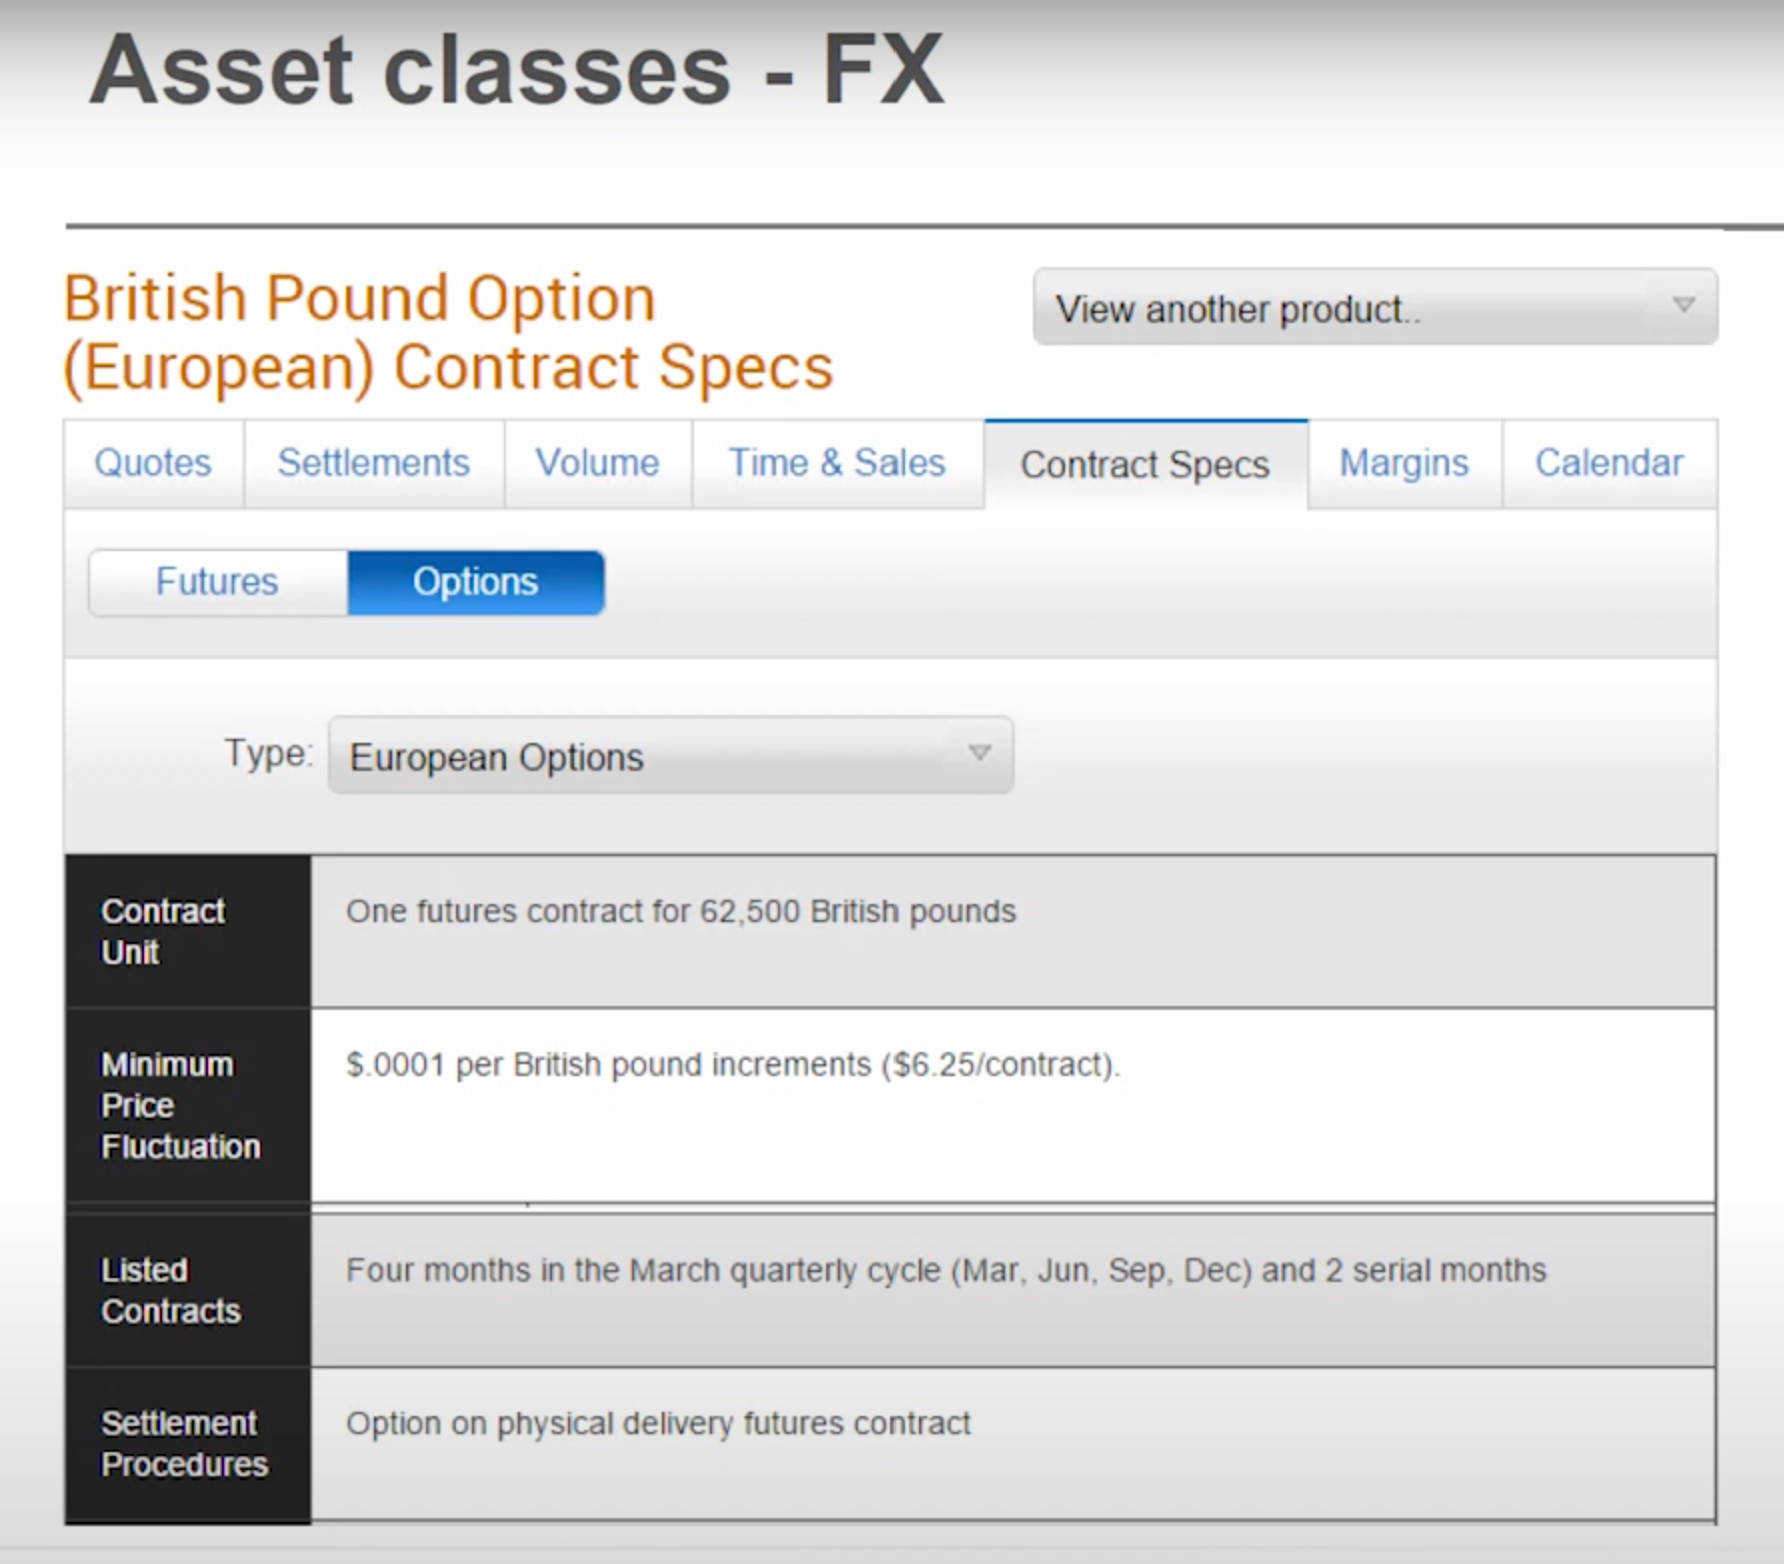 Asset classes - FX
British Pound Option
(European) Contract Specs
View another product..
Quotes
Settlements
Volume
Time & Sales
Contract Specs
Margins
Calendar
Futures
Options
Type:
European Options
Contract
Unit
One futures contract for 62,500 British pounds
Minimum
Price
Fluctuation
$.0001 per British pound increments ($6.25/contract).
Listed
Contracts
Four months in the March quarterly cycle (Mar, Jun, Sep, Dec) and 2 serial months
Settlement
Procedures
Option on physical delivery futures contract